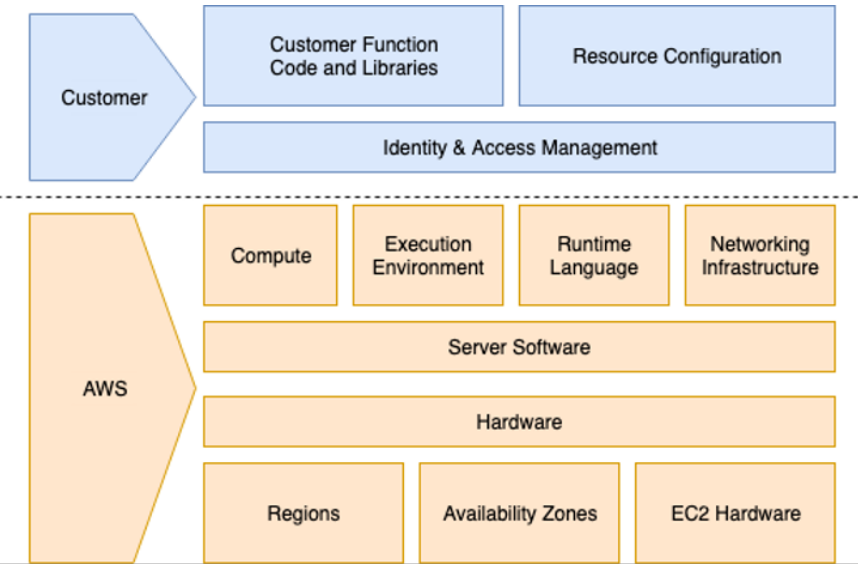 Customer
Customer Function
Code and Libraries
Resource Configuration
Identity & Access Management
AWS
Compute
Execution
Environment
Runtime
Language
Networking
Infrastructure
Server Software
Hardware
Regions
Availability Zones
EC2 Hardware